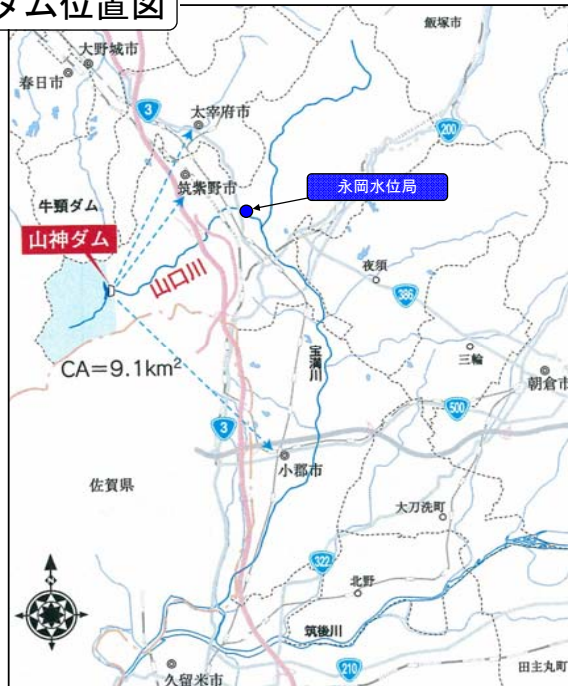 ダム位置図
飯塚市
大野城市
春日市
3
太宰府市
200
筑紫野市
永岡水位局
牛頸ダム
山神ダム
山口川
夜須
386
CA=9.1km²
宝満川
三輪
朝倉市
500
3
小郡市
佐賀県
大刀洗町
N
322
北野
筑後川
210
久留米市
田主丸町